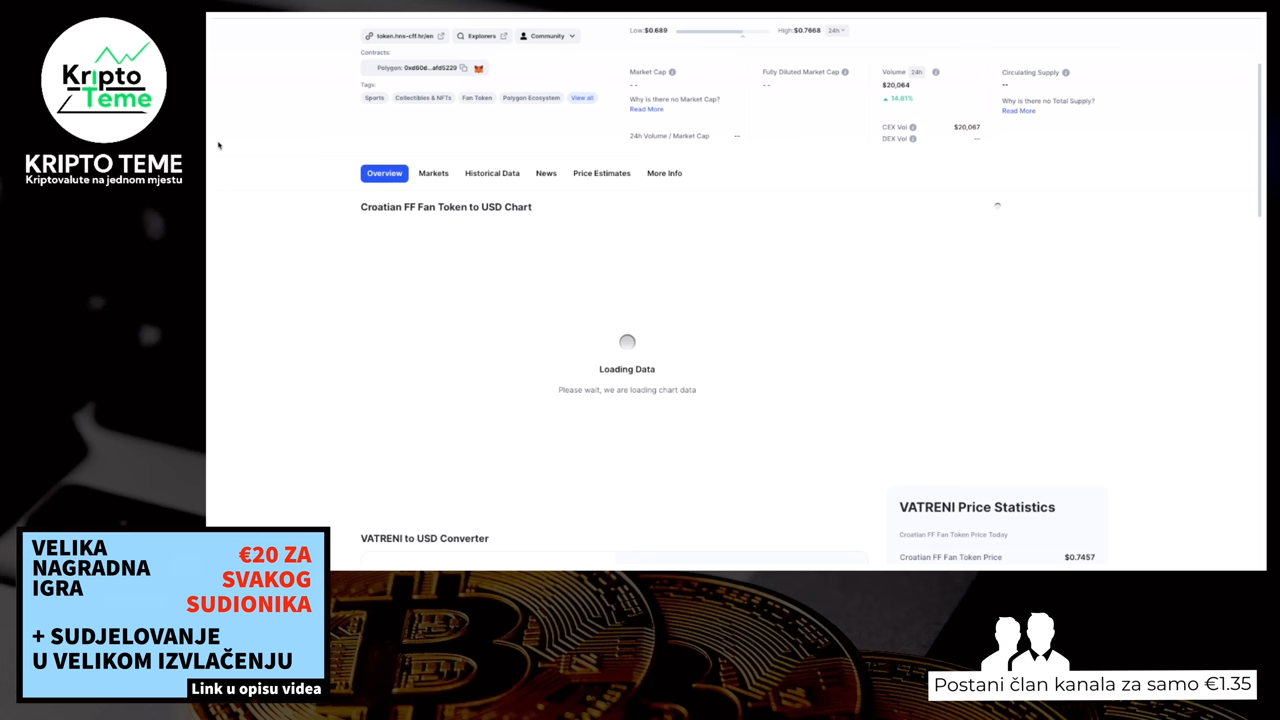 Kripto
Teme
KRIPTO TEME
Kriptovalute na jednom mjestu
token.hns-cff.hr/en
Explorers
Community
Contracts:
Polygon: 0xd60d...afd5229
Tags:
Sports
Collectibles & NFTs
Fan Token
Polygon Ecosystem
View all
Low:$0.689
High:$0.7668
24h
Market Cap
- -
Why is there no Market Cap?
Read More
24h Volume / Market Cap
--
Fully Diluted Market Cap
- -
Volume 24h
$20,064
14.81%
CEX Vol
$20,067
DEX Vol
--
Circulating Supply
--
Why is there no Total Supply?
Read More
Overview
Markets
Historical Data
News
Price Estimates
More Info
Croatian FF Fan Token to USD Chart
Loading Data
Please wait, we are loading chart data
VATRENI to USD Converter
VATRENI Price Statistics
Croatian FF Fan Token Price Today
Croatian FF Fan Token Price
$0.7457
VELIKA
NAGRADNA
IGRA
€20 ZA
SVAKOG
SUDIONIKA
+ SUDJELOVANJE
U VELIKOM IZVLAČENJU
Link u opisu videa
Postani član kanala za samo €1.35